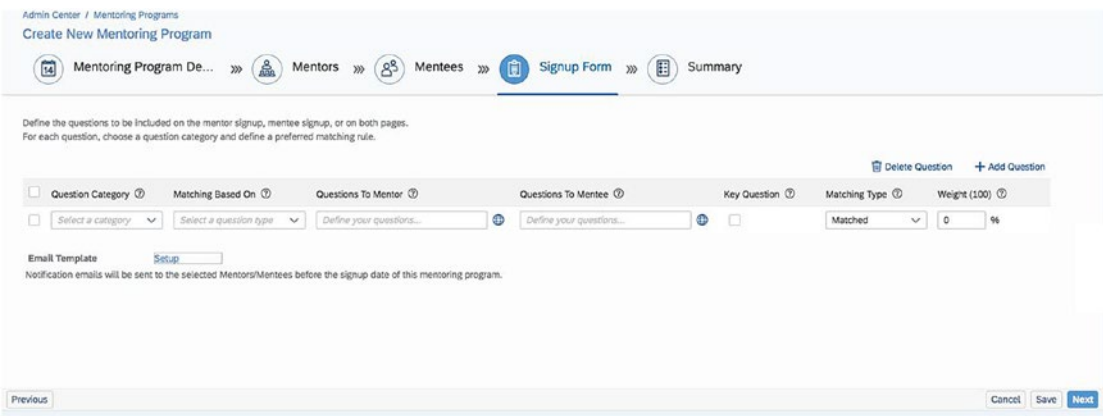 Admin Center / Mentoring Programs
Create New Mentoring Program
14 Mentoring Program De... Mentors Mentees Signup Form Summary
Define the questions to be included on the mentor signup, mentee signup, or on both pages.
For each question, choose a question category and define a preferred matching rule.
Delete Question + Add Question
Question Category ? Matching Based On ? Questions To Mentor ? Questions To Mentee ? Key Question ? Matching Type ? Weight (100) ?
Select a category Select a question type Define your questions... Define your questions... Matched 0 %
Email Template Setup
Notification emails will be sent to the selected Mentors/Mentees before the signup date of this mentoring program.
Previous Cancel Save Next